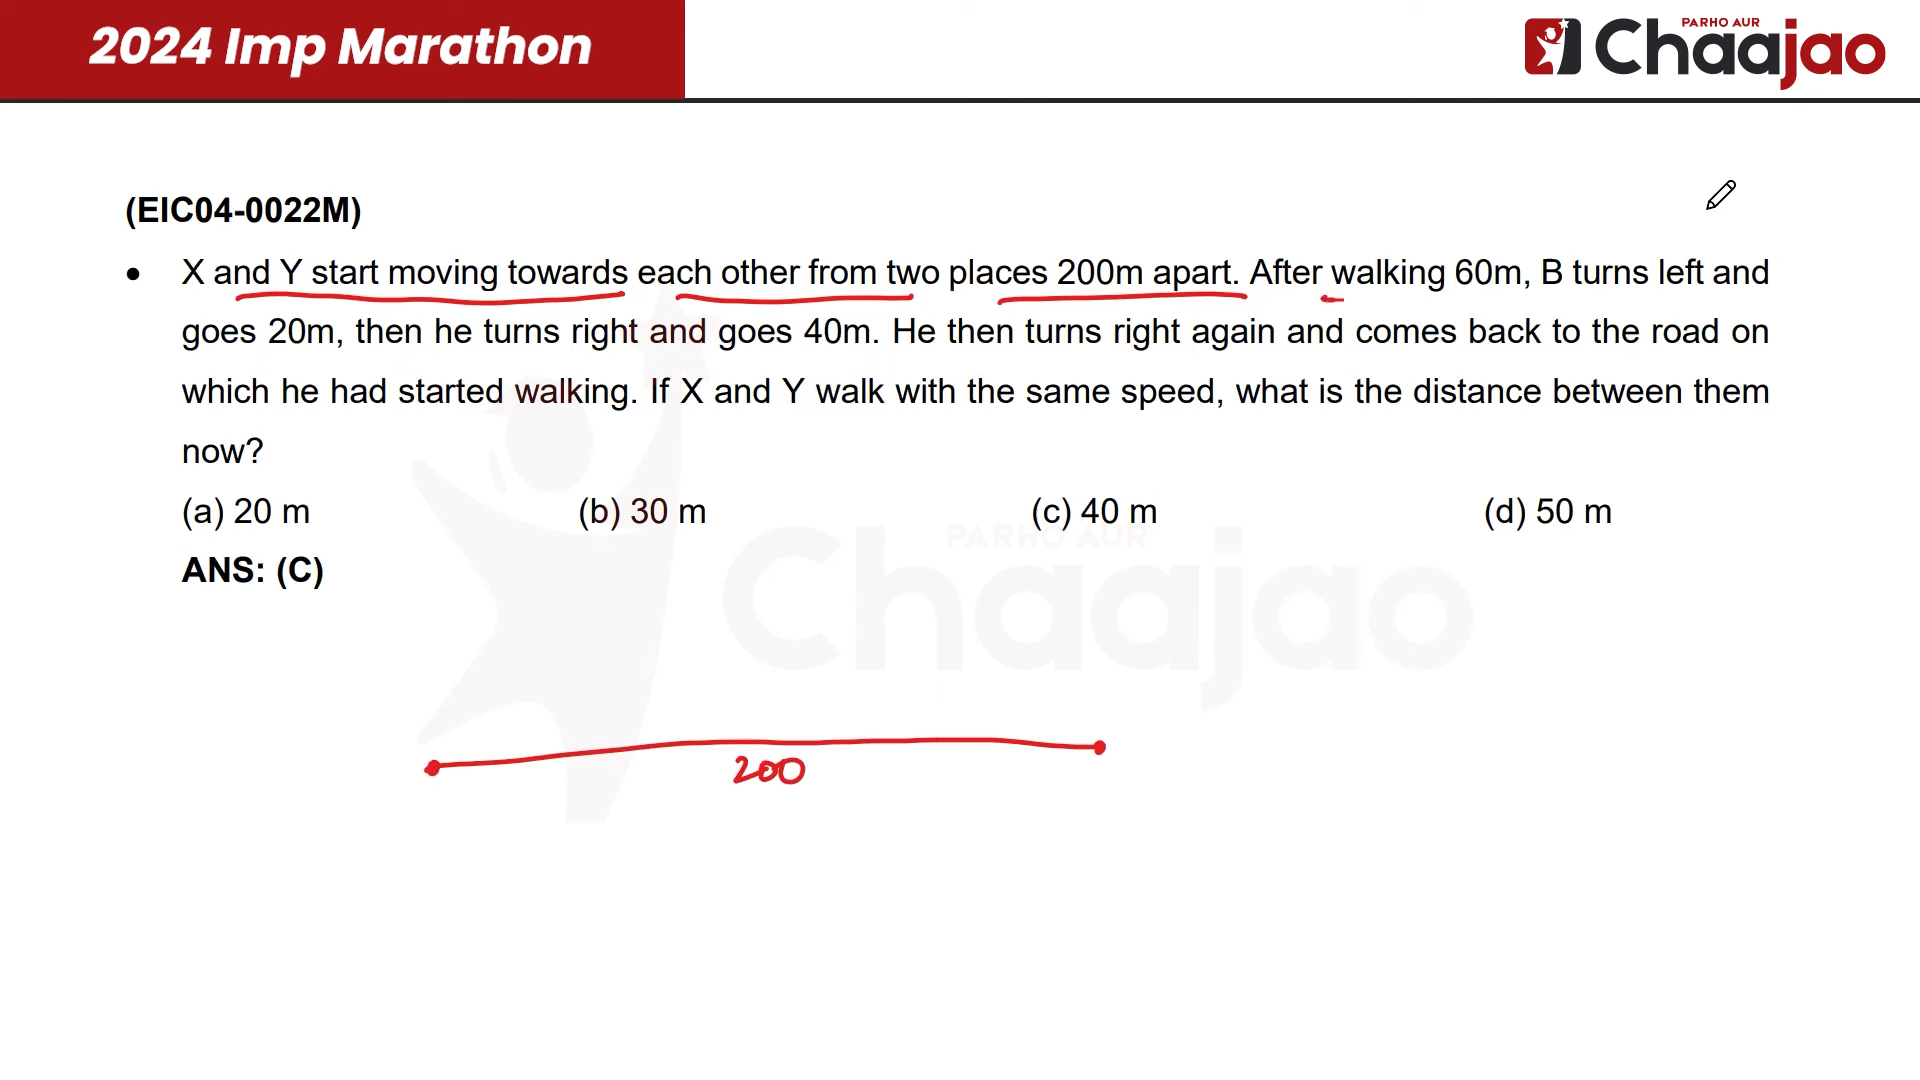 2024 Imp Marathon
PARHO AUR
Chaajao
(EIC04-0022M)
• X and Y start moving towards each other from two places 200m apart. After walking 60m, B turns left and
goes 20m, then he turns right and goes 40m. He then turns right again and comes back to the road on
which he had started walking. If X and Y walk with the same speed, what is the distance between them
now?
(a) 20 m (b) 30 m (c) 40 m (d) 50 m
PARHO AUR
ANS: (C)
Chaajao
200